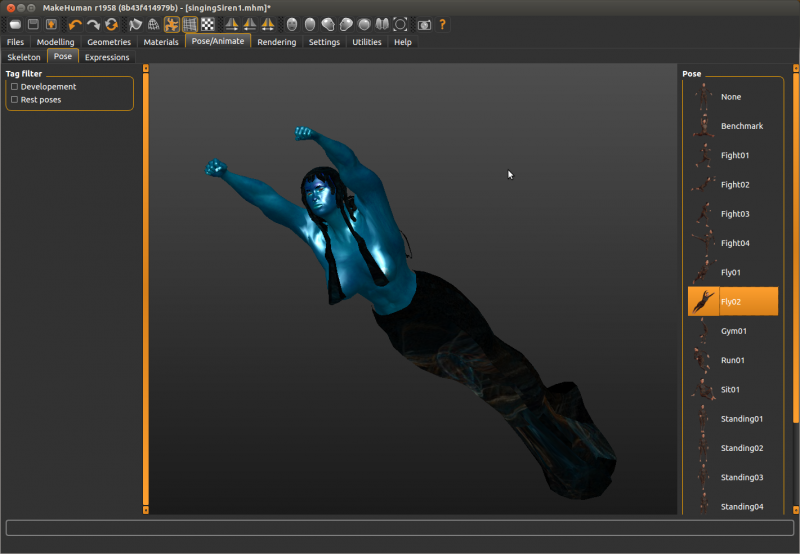 MakeHuman r1958 (8b43f414979b) - [singingSiren1.mhm]*
Files Modelling Geometries Materials Pose/Animate Rendering Settings Utilities Help
Skeleton Pose Expressions
Tag filter
Developement
Rest poses
Pose
None
Benchmark
Fight01
Fight02
Fight03
Fight04
Fly01
Fly02
Gym01
Run01
Sit01
Standing01
Standing02
Standing03
Standing04